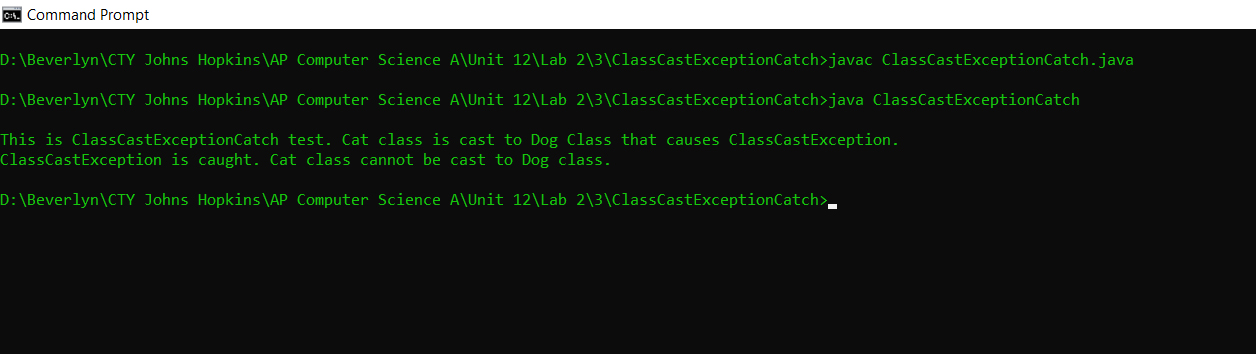 Command Prompt
D:\Beverlyn\CTY Johns Hopkins\AP Computer Science A\Unit 12\Lab 2\3\ClassCastExceptionCatch>javac ClassCastExceptionCatch.java
D:\Beverlyn\CTY Johns Hopkins\AP Computer Science A\Unit 12\Lab 2\3\ClassCastExceptionCatch>java ClassCastExceptionCatch
This is ClassCastExceptionCatch test. Cat class is cast to Dog Class that causes ClassCastException.
ClassCastException is caught. Cat class cannot be cast to Dog class.
D:\Beverlyn\CTY Johns Hopkins\AP Computer Science A\Unit 12\Lab 2\3\ClassCastExceptionCatch>